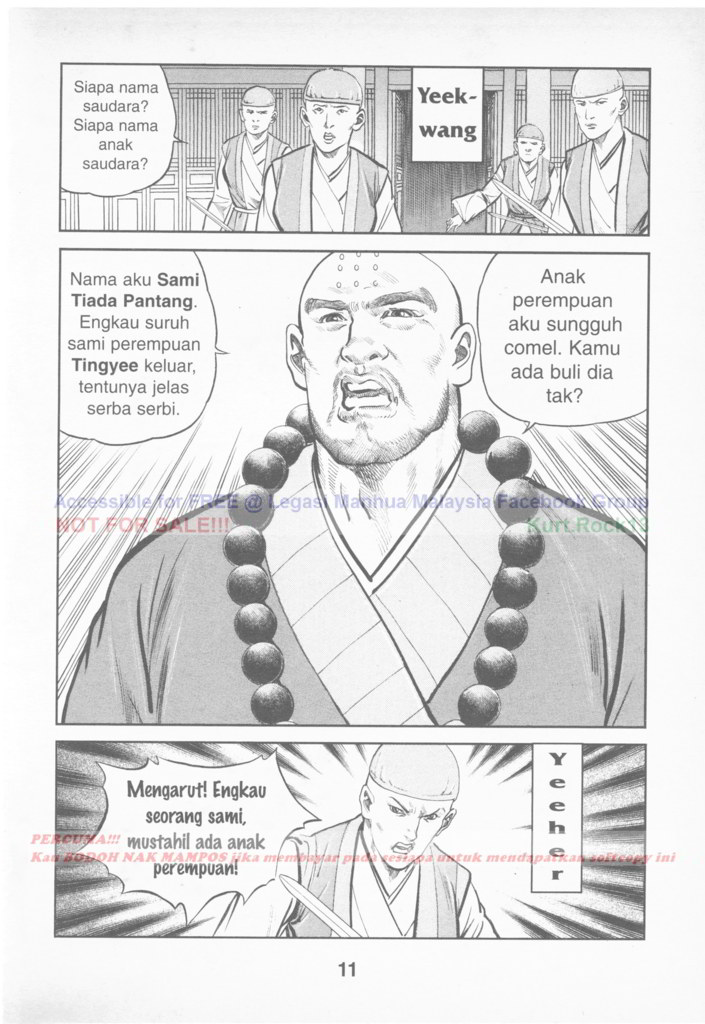 Siapa nama
saudara?
Siapa nama
anak
saudara?
Yeek-
wang
Nama aku Sami
Tiada Pantang.
Engkau suruh
sami perempuan
Tingyee keluar,
tentunya jelas
serba serbi.
Anak
perempuan
aku sungguh
comel. Kamu
ada buli dia
tak?
Accessible for FREE @ Legasi Manhua Malaysia Facebook Group
NOT FOR SALE!!!
Kurt.Rock13
Mengarut! Engkau
seorang sami,
mustahil ada anak
perempuan!
Yeeher
PERCUMA!!!
Kau BODOH NAK MAMPOS jika membayar pada sesiapa untuk mendapatkan softcopy ini
11